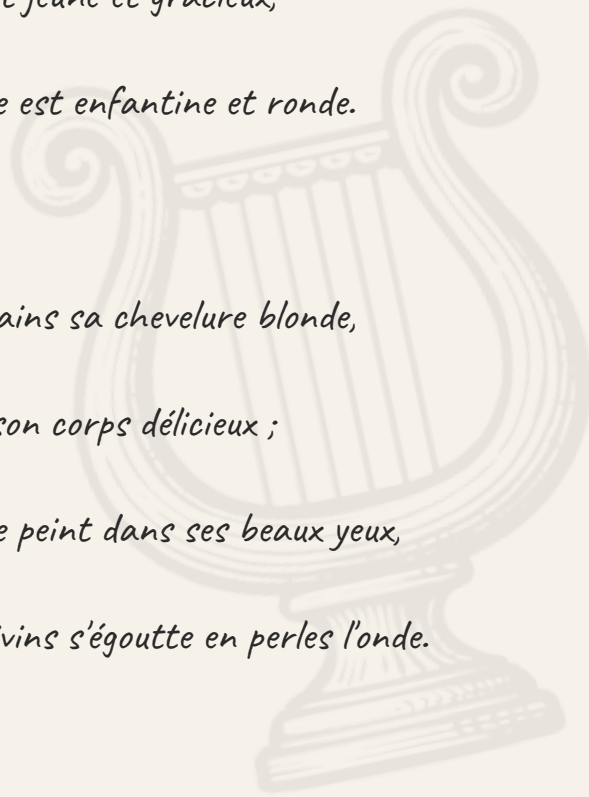 jeune et gracieux,
est enfantine et ronde.
sa chevelure blonde,
son corps délicieux ;
peint dans ses beaux yeux,
s'égoutte en perles l'onde.